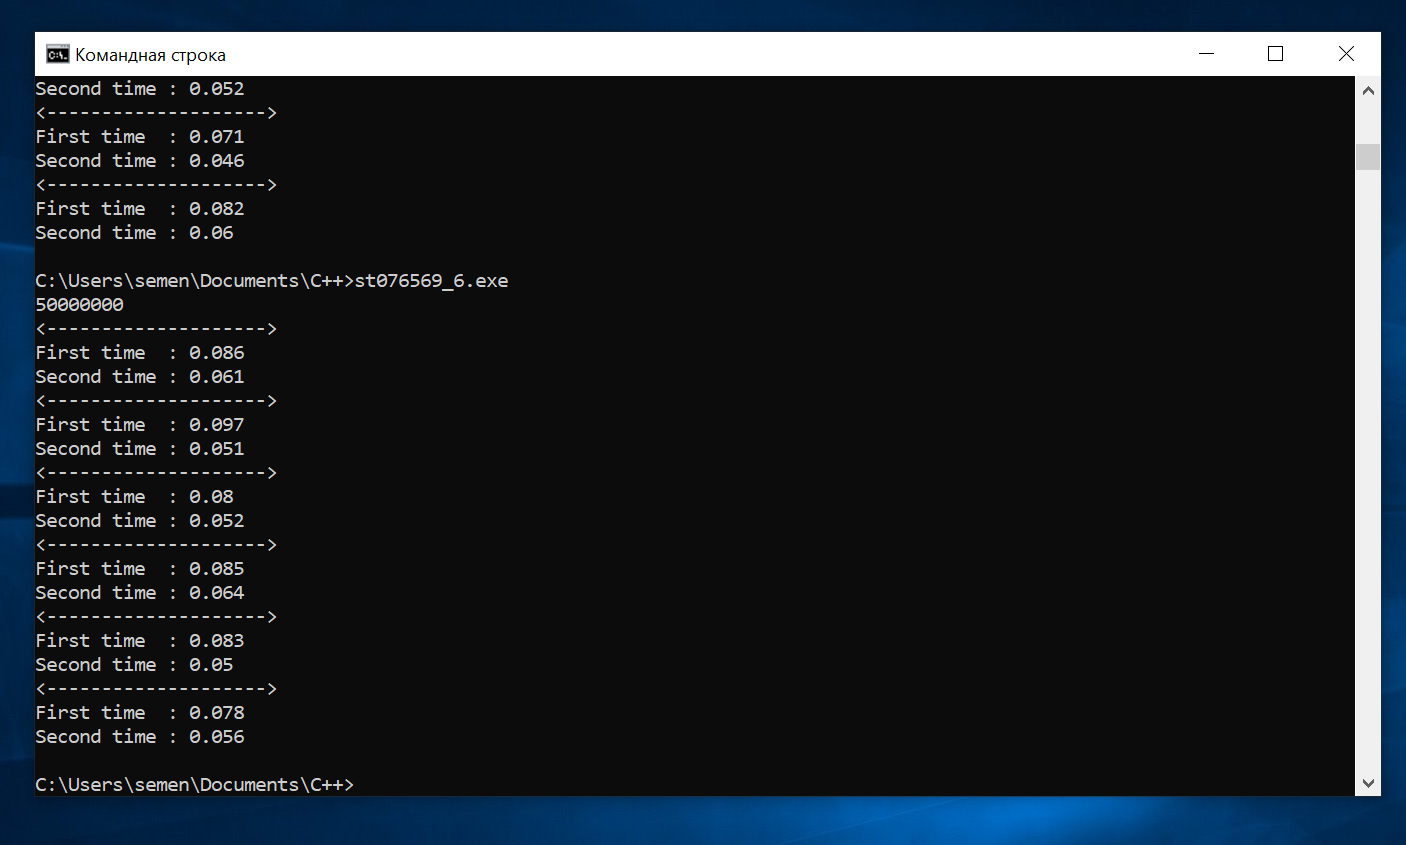 Командная строка
Second time : 0.052
<-------------------->
First time  : 0.071
Second time : 0.046
<-------------------->
First time  : 0.082
Second time : 0.06
C:\Users\semen\Documents\C++>st076569_6.exe
50000000
<-------------------->
First time  : 0.086
Second time : 0.061
<-------------------->
First time  : 0.097
Second time : 0.051
<-------------------->
First time  : 0.08
Second time : 0.052
<-------------------->
First time  : 0.085
Second time : 0.064
<-------------------->
First time  : 0.083
Second time : 0.05
<-------------------->
First time  : 0.078
Second time : 0.056
C:\Users\semen\Documents\C++>